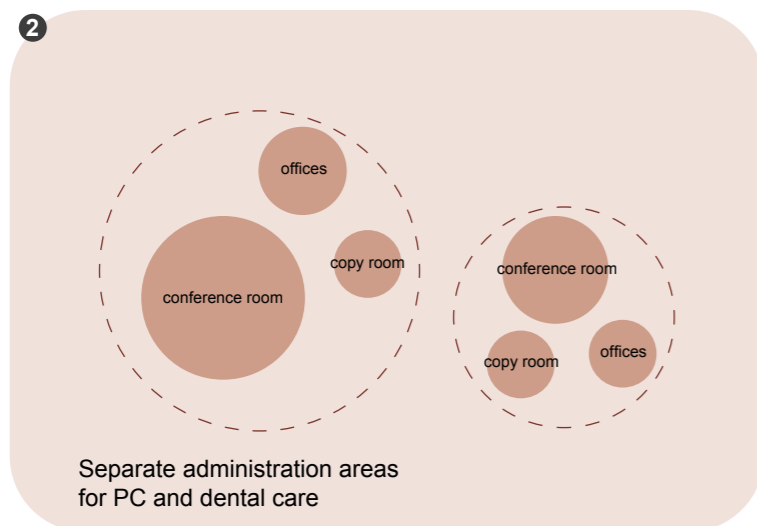 2
offices
copy room
conference room
conference room
copy room
offices
Separate administration areas
for PC and dental care